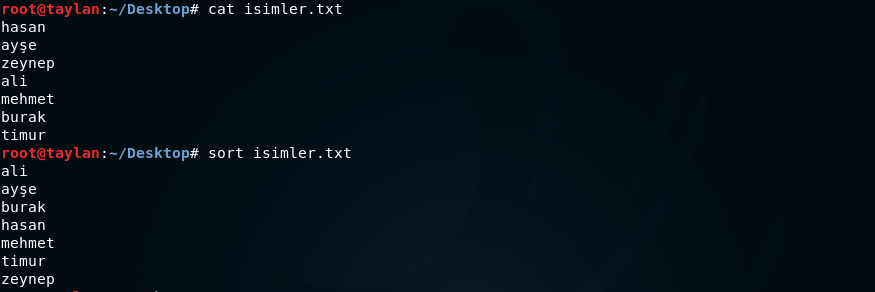 root@taylan:~/Desktop# cat isimler.txt
hasan
ayşe
zeynep
ali
mehmet
burak
timur
root@taylan:~/Desktop# sort isimler.txt
ali
ayşe
burak
hasan
mehmet
timur
zeynep